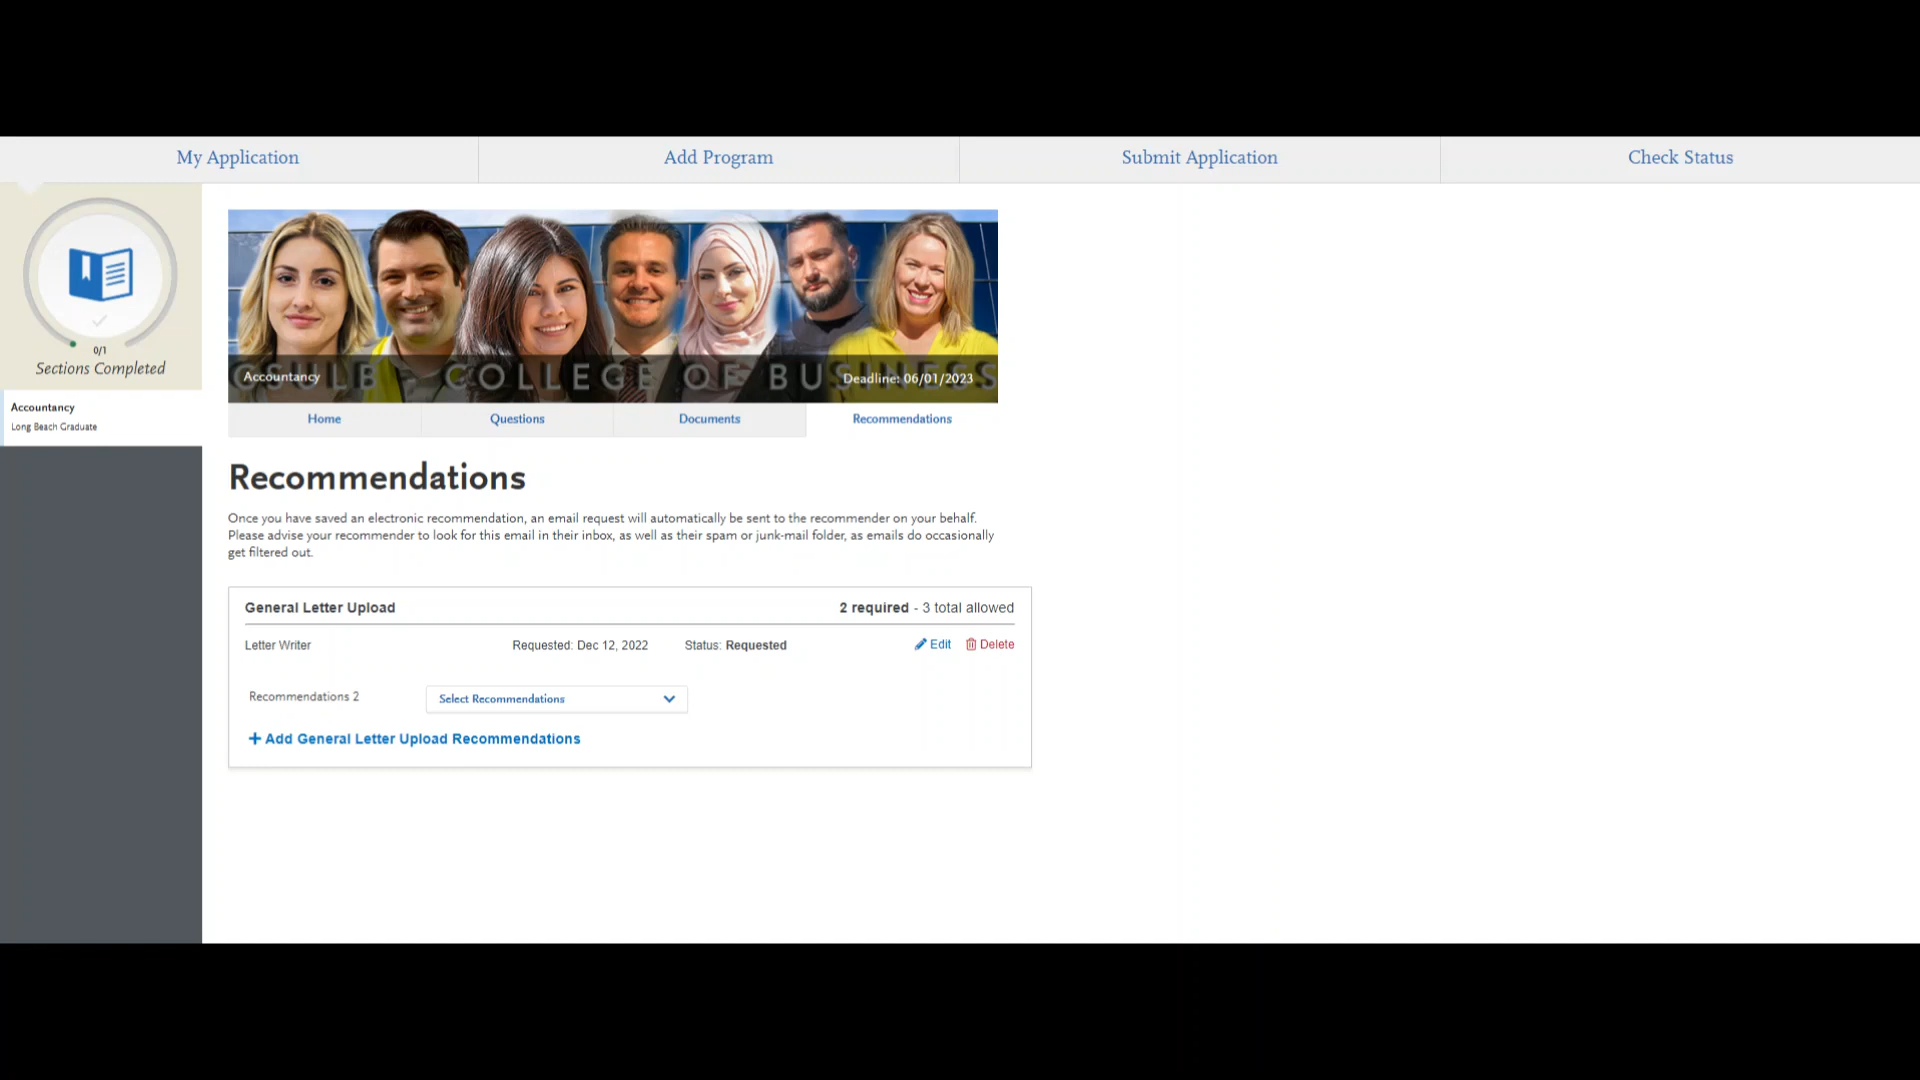 My Application
Add Program
Submit Application
Check Status
0/1
Sections Completed
Accountancy
Long Beach Graduate
CSULB - COLLEGE OF BUSINESS
Accountancy
Deadline: 06/01/2023
Home
Questions
Documents
Recommendations
Recommendations
Once you have saved an electronic recommendation, an email request will automatically be sent to the recommender on your behalf.
Please advise your recommender to look for this email in their inbox, as well as their spam or junk-mail folder, as emails do occasionally
get filtered out.
General Letter Upload
2 required - 3 total allowed
Letter Writer
Requested: Dec 12, 2022
Status: Requested
Edit
Delete
Recommendations 2
Select Recommendations
+ Add General Letter Upload Recommendations